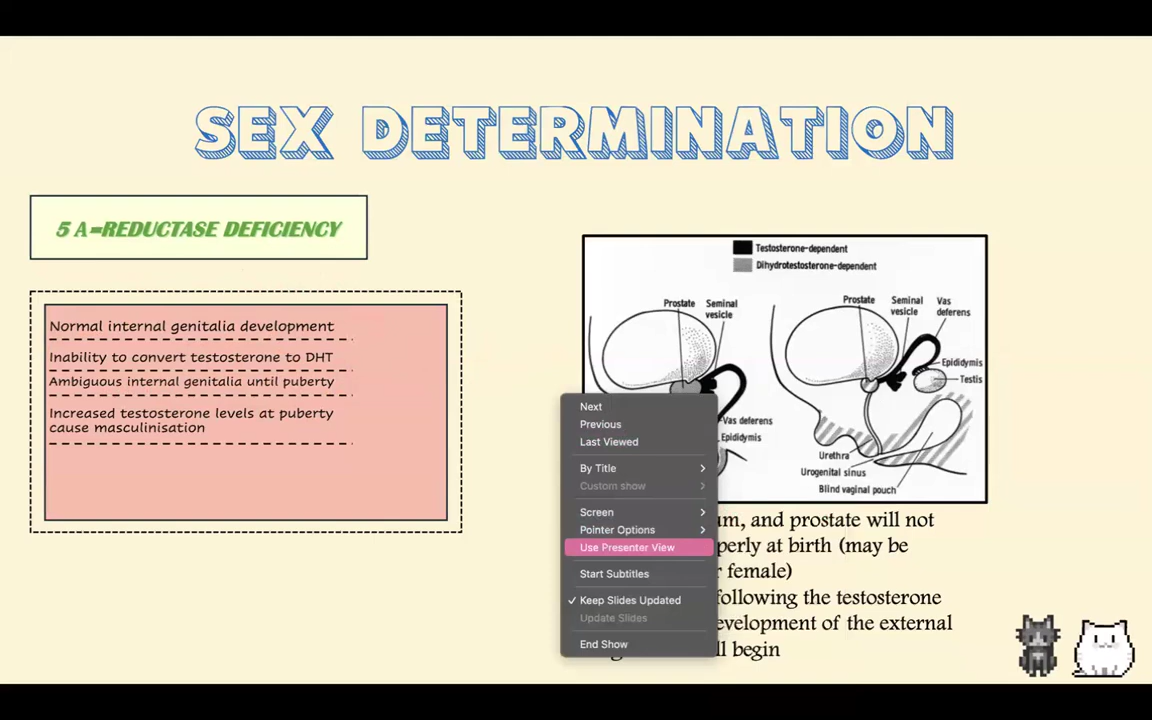 SEX DETERMINATION
5 A=REDUCTASE DEFICIENCY
Normal internal genitalia development
Inability to convert testosterone to DHT
Ambiguous internal genitalia until puberty
Increased testosterone levels at puberty
cause masculinisation
Testosterone-dependent
Dihydrotestosterone-dependent
Prostate
Seminal
vesicle
Vas deferens
Epididymis
Prostate
Seminal
vesicle
Vas
deferens
Epididymis
Testis
Urethra
Urogenital sinus
Blind vaginal pouch
Next
Previous
Last Viewed
By Title
Custom show
Screen
Pointer Options
Use Presenter View
Start Subtitles
✓ Keep Slides Updated
Update Slides
End Show
and prostate will not
at birth (may be
female)
following the testosterone
of the external
begin